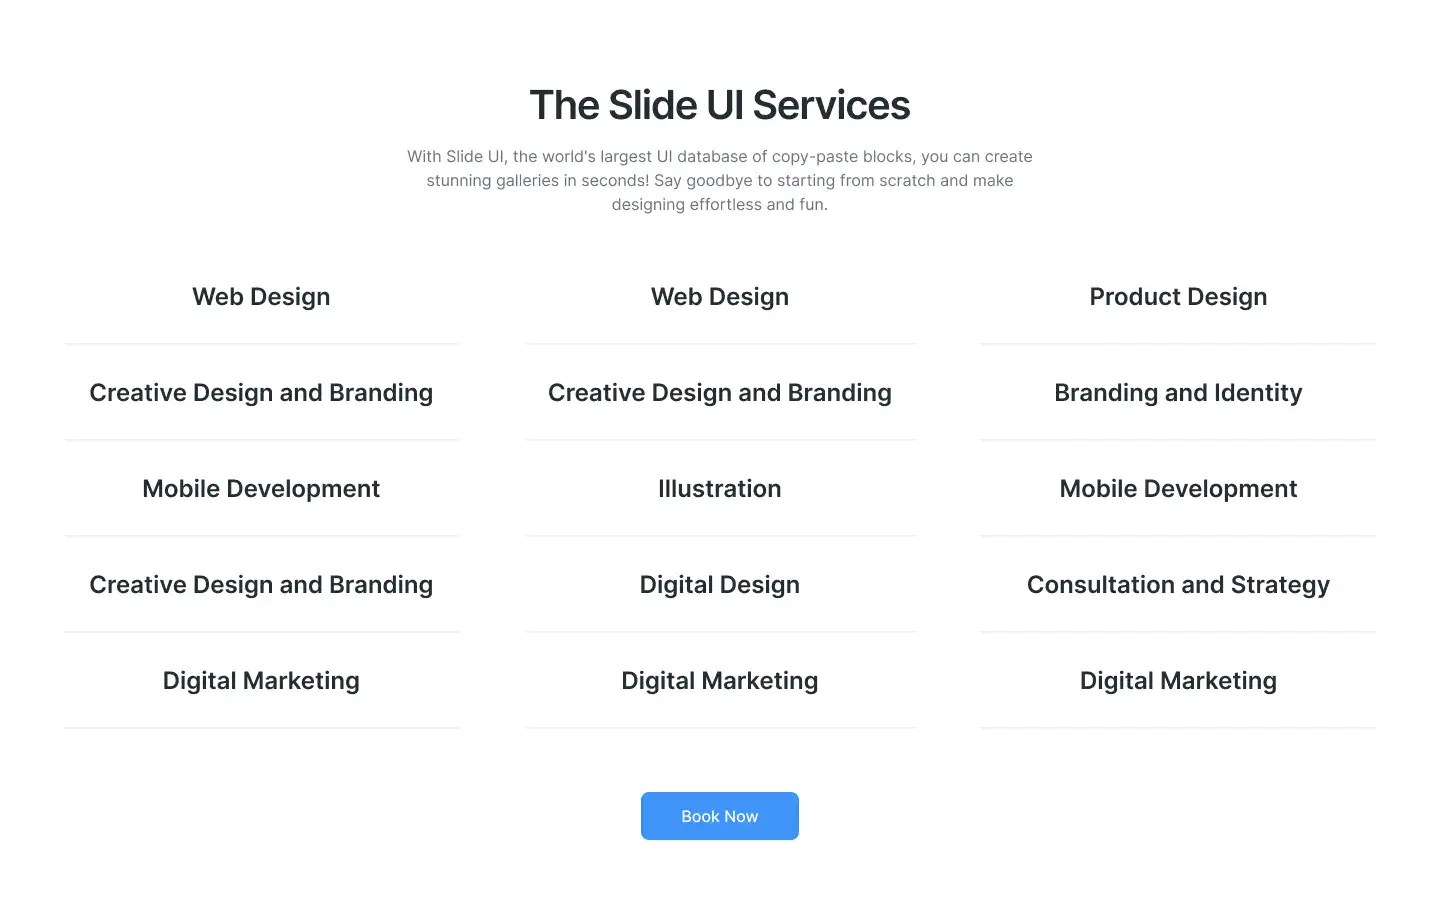 The Slide UI Services
With Slide UI, the world's largest UI database of copy-paste blocks, you can create
stunning galleries in seconds! Say goodbye to starting from scratch and make
designing effortless and fun.
Web Design
Web Design
Product Design
Creative Design and Branding
Creative Design and Branding
Branding and Identity
Mobile Development
Illustration
Mobile Development
Creative Design and Branding
Digital Design
Consultation and Strategy
Digital Marketing
Digital Marketing
Digital Marketing
Book Now